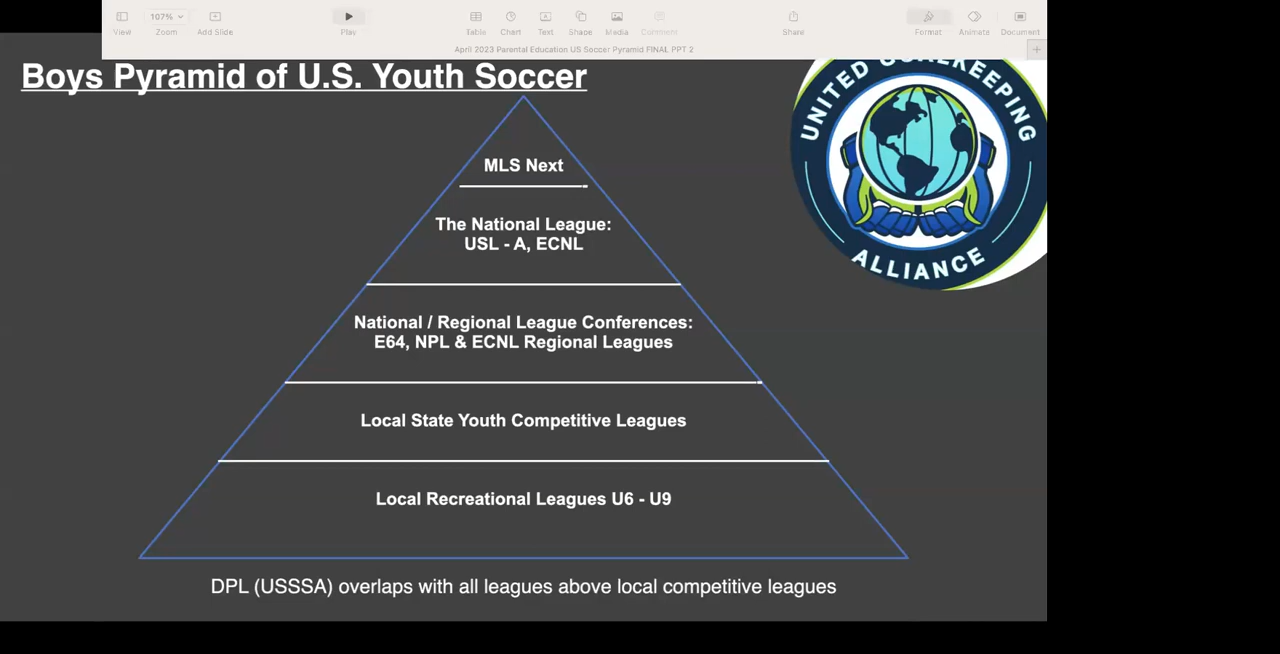 107%
View
Zoom
Add Slide
Play
Table
Chart
Text
Shape
Media
Comment
Share
Format
Animate
Document
April 2023 Parental Education US Soccer Pyramid FINAL PPT 2
Boys Pyramid of U.S. Youth Soccer
UNITED GOALKEEPING
ALLIANCE
MLS Next
The National League:
USL - A, ECNL
National / Regional League Conferences:
E64, NPL & ECNL Regional Leagues
Local State Youth Competitive Leagues
Local Recreational Leagues U6 - U9
DPL (USSSA) overlaps with all leagues above local competitive leagues